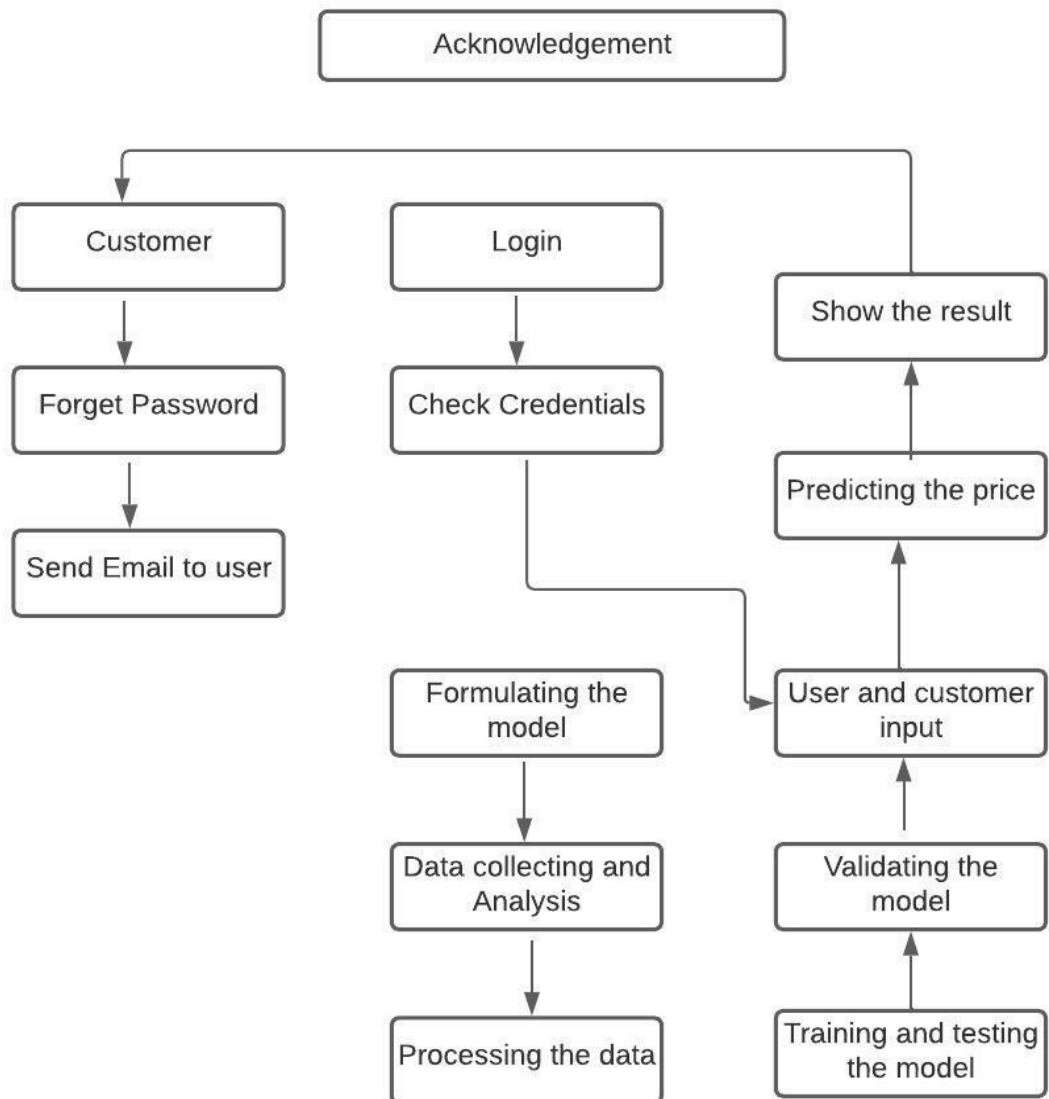 Acknowledgement
Customer
Login
Show the result
Forget Password
Check Credentials
Predicting the price
Send Email to user
Formulating the
model
User and customer
input
Data collecting and
Analysis
Validating the
model
Processing the data
Training and testing
the model